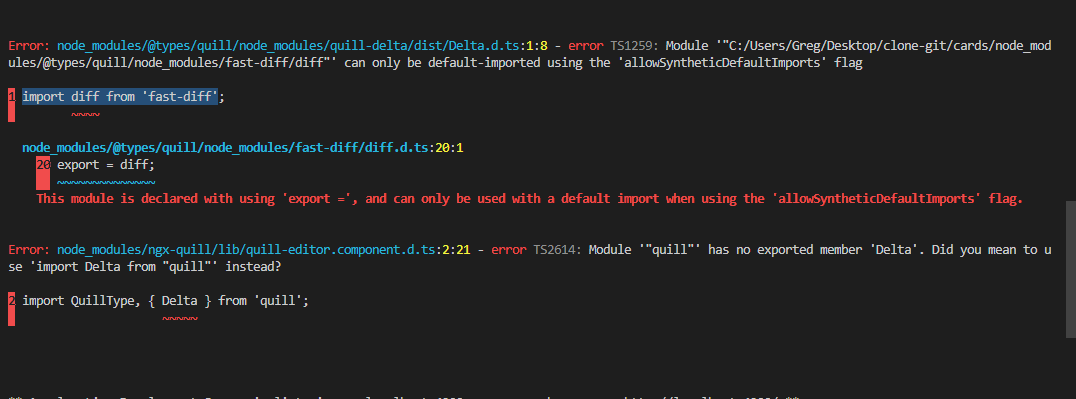 Error: node_modules/@types/quill/node_modules/quill-delta/dist/Delta.d.ts:1:8 - error TS1259: Module '"C:/Users/Greg/Desktop/clone-git/cards/node_mod
ules/@types/quill/node_modules/fast-diff/diff"' can only be default-imported using the 'allowSyntheticDefaultImports' flag
1 import diff from 'fast-diff';
~~~~
node_modules/@types/quill/node_modules/fast-diff/diff.d.ts:20:1
20 export = diff;
~~~~~~~~~~~~~~
This module is declared with using 'export =', and can only be used with a default import when using the 'allowSyntheticDefaultImports' flag.
Error: node_modules/ngx-quill/lib/quill-editor.component.d.ts:2:21 - error TS2614: Module '"quill"' has no exported member 'Delta'. Did you mean to u
se 'import Delta from "quill"' instead?
2 import QuillType, { Delta } from 'quill';
~~~~~